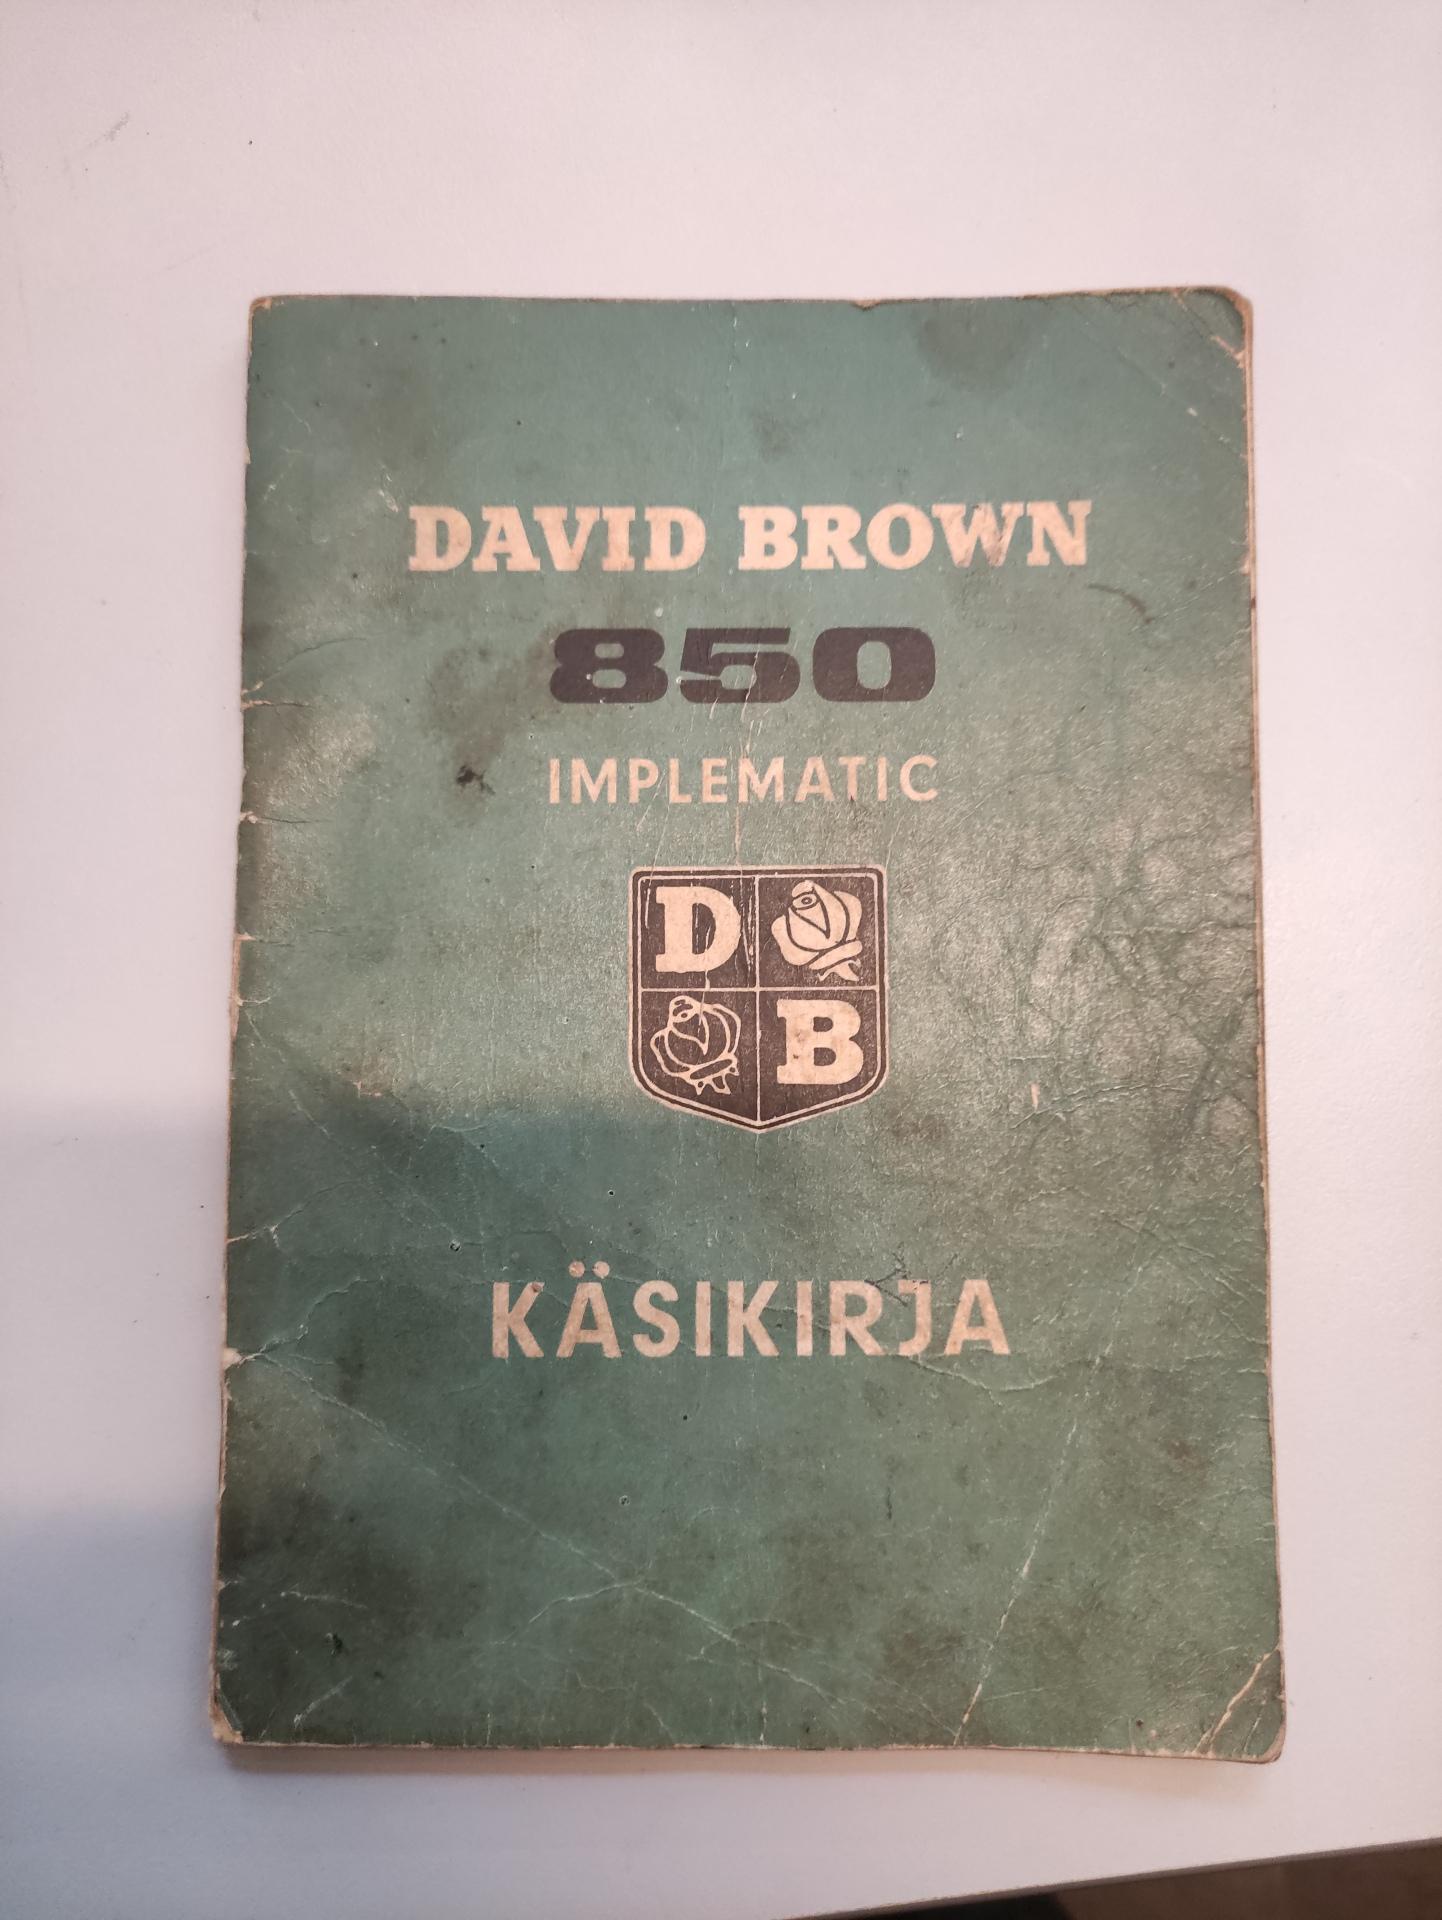 DAVID BROWN
850
IMPLEMATIC
D
B
KÄSIKIRJA